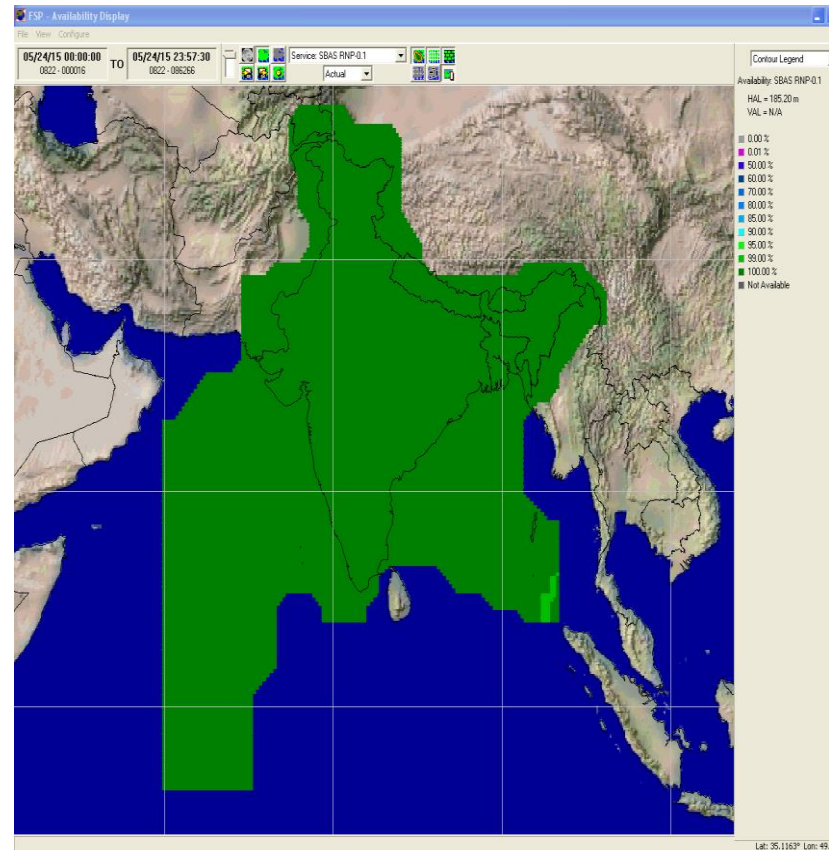 FSP - Availability Display
File View Configure
05/24/15 00:00:00
0822 - 000016
TO
05/24/15 23:57:30
0822 - 086266
Service: SBAS RNP-0.1
Actual
Contour Legend
Availability: SBAS RNP-0.1
HAL = 185.20 m
VAL = N/A
0.00 %
0.01 %
50.00 %
60.00 %
70.00 %
80.00 %
85.00 %
90.00 %
95.00 %
99.00 %
100.00 %
Not Available
Lat: 35.1163° Lon: 49.